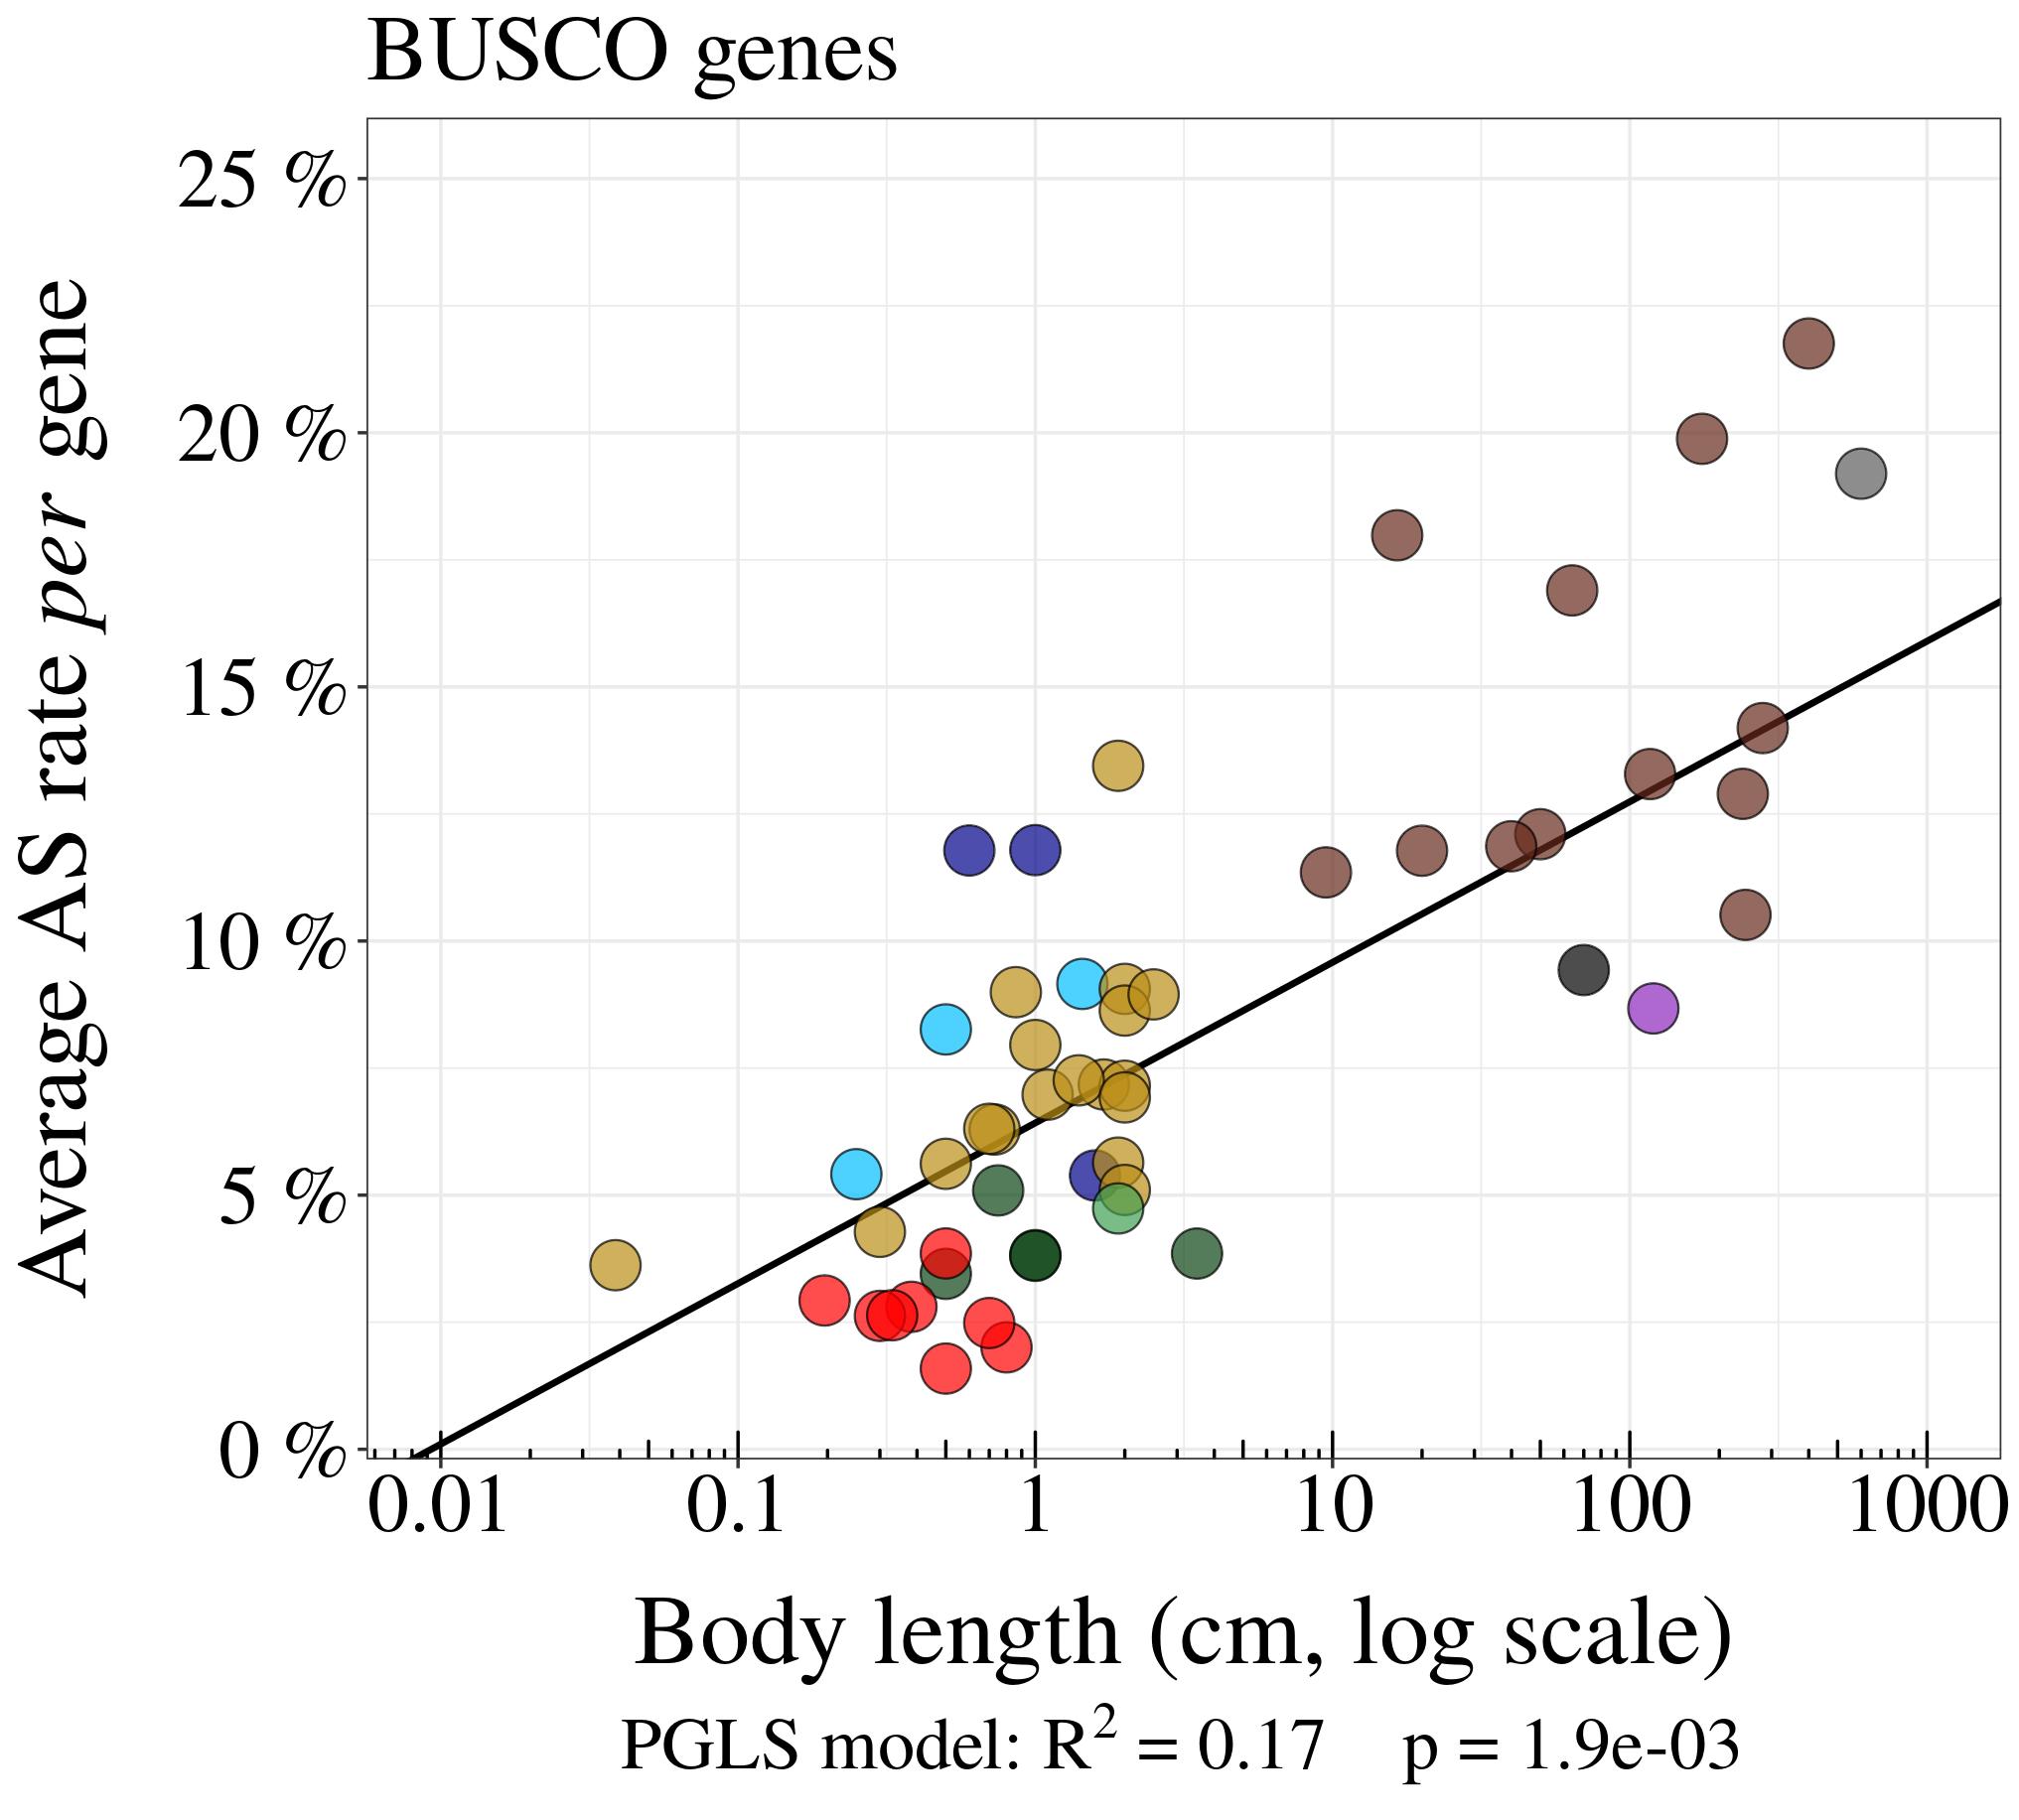 BUSCO genes
Average AS rate per gene
25 %
20 %
15 %
10 %
5 %
0 %
0.01 0.1 1 10 100 1000
Body length (cm, log scale)
PGLS model: R² = 0.17 p = 1.9e-03